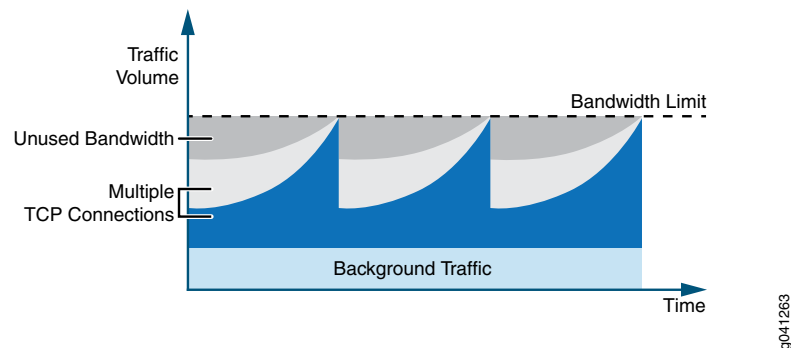 Traffic
Volume
Bandwidth Limit
Unused Bandwidth
Multiple
TCP Connections
Background Traffic
Time
g041263